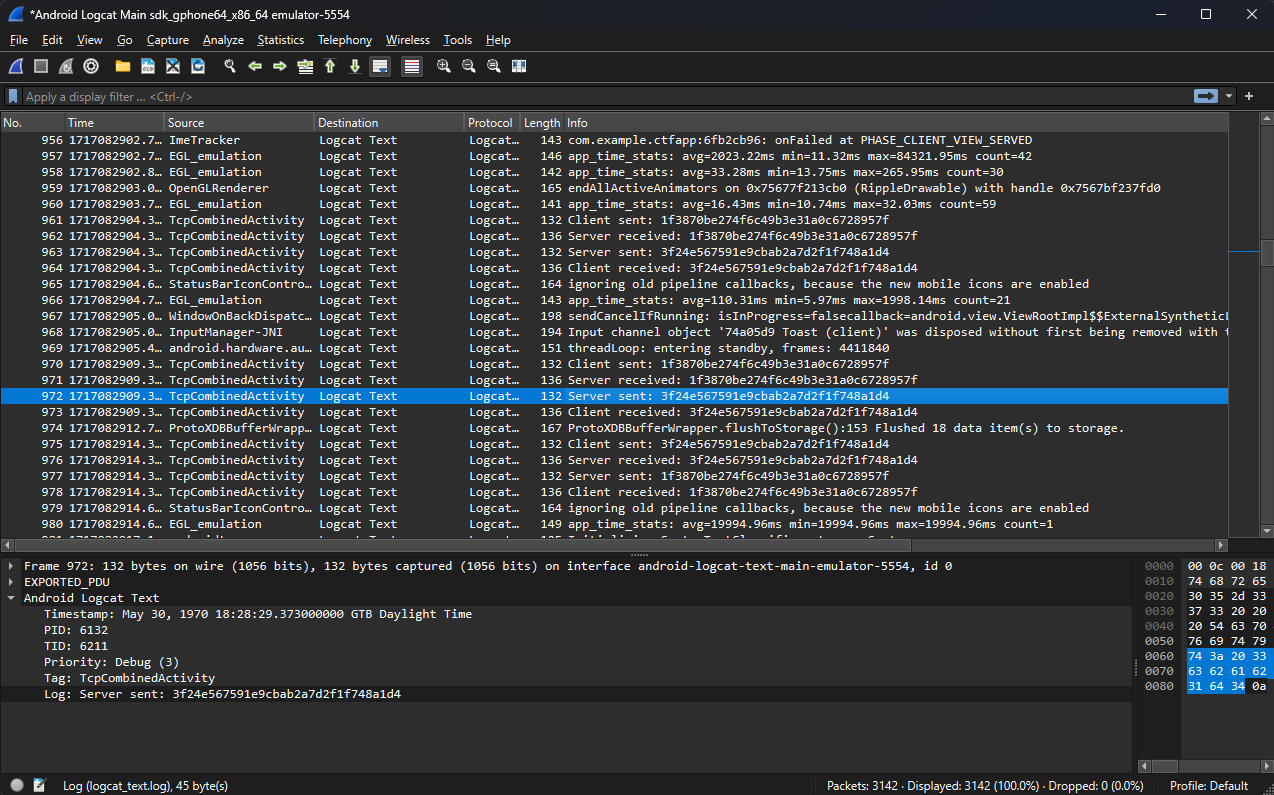 *Android Logcat Main sdk_gphone64_x86_64 emulator-5554
File Edit View Go Capture Analyze Statistics Telephony Wireless Tools Help
Apply a display filter … <Ctrl-/>
No. Time Source Destination Protocol Length Info
956 1717082902.7… ImeTracker Logcat Text Logcat… 143 com.example.ctfapp:6fb2cb96: onFailed at PHASE_CLIENT_VIEW_SERVED
957 1717082902.7… EGL_emulation Logcat Text Logcat… 146 app_time_stats: avg=2023.22ms min=11.32ms max=84321.95ms count=42
958 1717082902.8… EGL_emulation Logcat Text Logcat… 142 app_time_stats: avg=33.28ms min=13.75ms max=265.95ms count=30
959 1717082903.0… OpenGLRenderer Logcat Text Logcat… 165 endAllActiveAnimators on 0x75677f213cb0 (RippleDrawable) with handle 0x7567bf237fd0
960 1717082903.7… EGL_emulation Logcat Text Logcat… 141 app_time_stats: avg=16.43ms min=10.74ms max=32.03ms count=59
961 1717082904.3… TcpCombinedActivity Logcat Text Logcat… 132 Client sent: 1f3870be274f6c49b3e31a0c6728957f
962 1717082904.3… TcpCombinedActivity Logcat Text Logcat… 136 Server received: 1f3870be274f6c49b3e31a0c6728957f
963 1717082904.3… TcpCombinedActivity Logcat Text Logcat… 132 Server sent: 3f24e567591e9cbab2a7d2f1f748a1d4
964 1717082904.3… TcpCombinedActivity Logcat Text Logcat… 136 Client received: 3f24e567591e9cbab2a7d2f1f748a1d4
965 1717082904.6… StatusBarIconContro… Logcat Text Logcat… 164 ignoring old pipeline callbacks, because the new mobile icons are enabled
966 1717082904.7… EGL_emulation Logcat Text Logcat… 143 app_time_stats: avg=110.31ms min=5.97ms max=1998.14ms count=21
967 1717082905.0… WindowOnBackDispatc… Logcat Text Logcat… 198 sendCancelIfRunning: isInProgress=falsecallback=android.view.ViewRootImpl$$ExternalSynthetic
968 1717082905.0… InputManager-JNI Logcat Text Logcat… 194 Input channel object '74a05d9 Toast (client)' was disposed without first being removed with
969 1717082905.4… android.hardware.au… Logcat Text Logcat… 151 threadLoop: entering standby, frames: 4411840
970 1717082909.3… TcpCombinedActivity Logcat Text Logcat… 132 Client sent: 1f3870be274f6c49b3e31a0c6728957f
971 1717082909.3… TcpCombinedActivity Logcat Text Logcat… 136 Server received: 1f3870be274f6c49b3e31a0c6728957f
972 1717082909.3… TcpCombinedActivity Logcat Text Logcat… 132 Server sent: 3f24e567591e9cbab2a7d2f1f748a1d4
973 1717082909.3… TcpCombinedActivity Logcat Text Logcat… 136 Client received: 3f24e567591e9cbab2a7d2f1f748a1d4
974 1717082912.7… ProtoXDBBufferWrapp… Logcat Text Logcat… 167 ProtoXDBBufferWrapper.flushToStorage():153 Flushed 18 data item(s) to storage.
975 1717082914.3… TcpCombinedActivity Logcat Text Logcat… 132 Client sent: 3f24e567591e9cbab2a7d2f1f748a1d4
976 1717082914.3… TcpCombinedActivity Logcat Text Logcat… 136 Server received: 3f24e567591e9cbab2a7d2f1f748a1d4
977 1717082914.3… TcpCombinedActivity Logcat Text Logcat… 132 Server sent: 1f3870be274f6c49b3e31a0c6728957f
978 1717082914.3… TcpCombinedActivity Logcat Text Logcat… 136 Client received: 1f3870be274f6c49b3e31a0c6728957f
979 1717082914.6… StatusBarIconContro… Logcat Text Logcat… 164 ignoring old pipeline callbacks, because the new mobile icons are enabled
980 1717082914.6… EGL_emulation Logcat Text Logcat… 149 app_time_stats: avg=19994.96ms min=19994.96ms max=19994.96ms count=1
Frame 972: 132 bytes on wire (1056 bits), 132 bytes captured (1056 bits) on interface android-logcat-text-main-emulator-5554, id 0
EXPORTED_PDU
Android Logcat Text
Timestamp: May 30, 1970 18:28:29.373000000 GTB Daylight Time
PID: 6132
TID: 6211
Priority: Debug (3)
Tag: TcpCombinedActivity
Log: Server sent: 3f24e567591e9cbab2a7d2f1f748a1d4
0000 00 0c 00 18
0010 74 68 72 65
0020 30 35 2d 33
0030 37 33 20 20
0040 20 54 63 70
0050 76 69 74 79
0060 74 3a 20 33
0070 63 62 61 62
0080 31 64 34 0a
Log (logcat_text.log), 45 byte(s)
Packets: 3142 · Displayed: 3142 (100.0%) · Dropped: 0 (0.0%)
Profile: Default